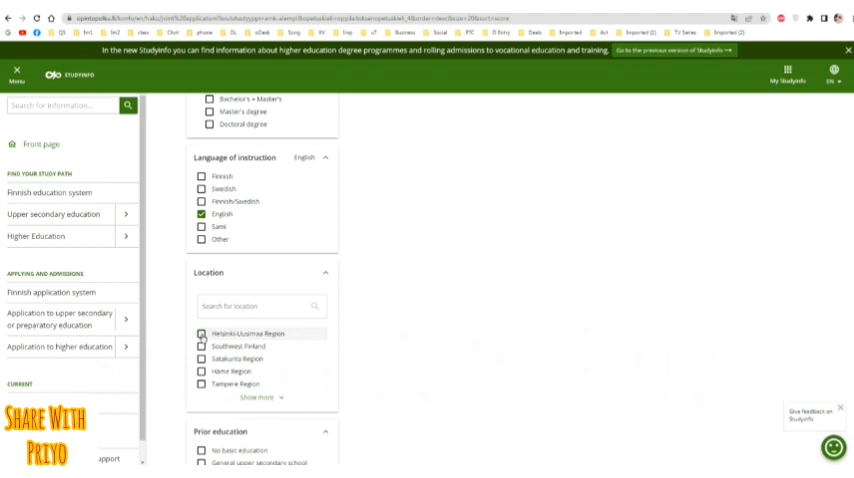 In the new Studyinfo you can find information about higher education degree programmes and rolling admissions to vocational education and training.
Go to the previous version of Studyinfo →
Menu
STUDYINFO
My Studyinfo
EN
Search for information...
Front page
FIND YOUR STUDY PATH
Finnish education system
Upper secondary education
Higher Education
APPLYING AND ADMISSIONS
Finnish application system
Application to upper secondary
or preparatory education
Application to higher education
CURRENT
SHARE WITH
PRIYO
upport
Bachelor's + Master's
Master's degree
Doctoral degree
Language of instruction English
Finnish
Swedish
Finnish/Swedish
English
Sami
Other
Location
Search for location
Helsinki-Uusimaa Region
Southwest Finland
Satakunta Region
Häme Region
Tampere Region
Show more
Prior education
No basic education
General upper secondary school
Give feedback on
Studyinfo